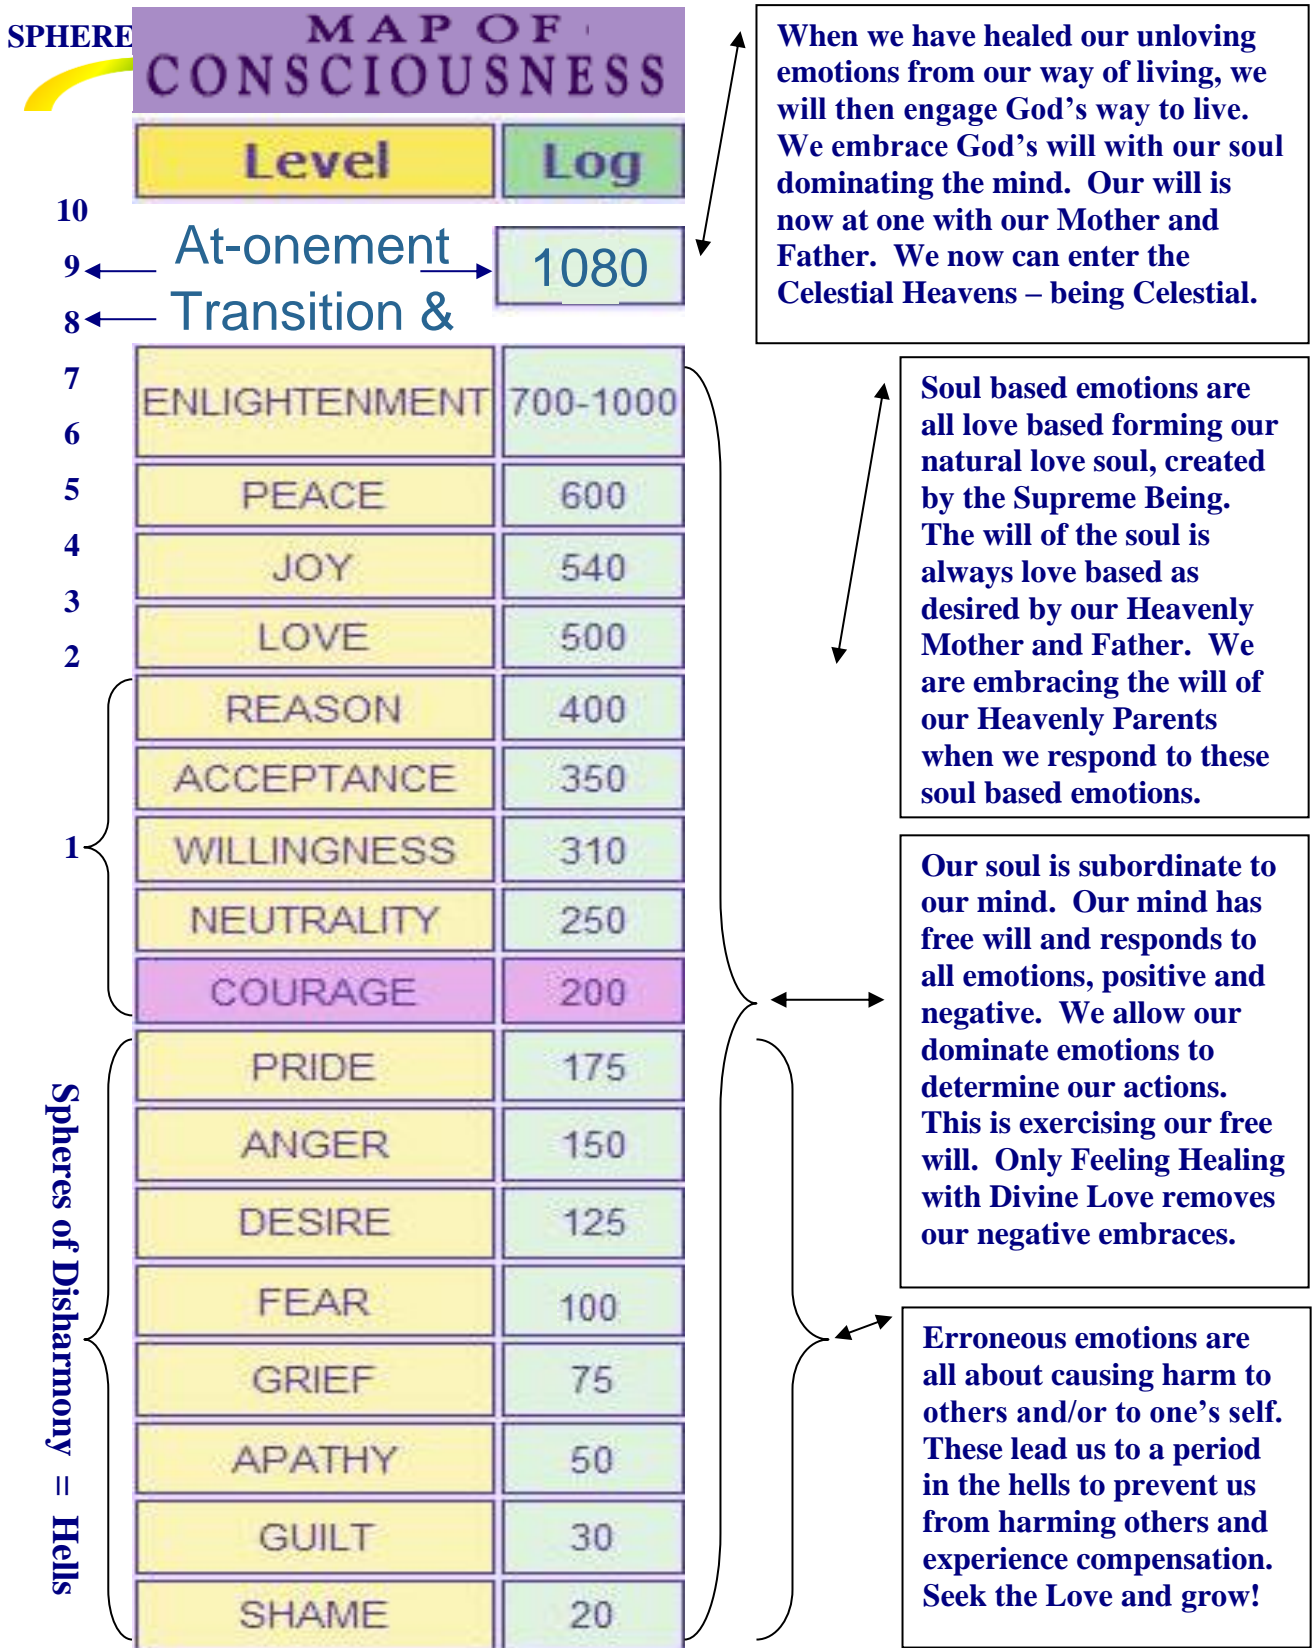 SPHERE
MAP OF
CONSCIOUSNESS
Level Log
10
9 At-onement 1080
8 Transition &
7
ENLIGHTENMENT 700-1000
6
5 PEACE 600
4 JOY 540
3
2 LOVE 500
REASON 400
ACCEPTANCE 350
1 WILLINGNESS 310
NEUTRALITY 250
COURAGE 200
PRIDE 175
ANGER 150
DESIRE 125
FEAR 100
GRIEF 75
APATHY 50
GUILT 30
SHAME 20
Spheres of Disharmony = Hells
When we have healed our unloving
emotions from our way of living, we
will then engage God’s way to live.
We embrace God’s will with our soul
dominating the mind. Our will is
now at one with our Mother and
Father. We now can enter the
Celestial Heavens – being Celestial.
Soul based emotions are
all love based forming our
natural love soul, created
by the Supreme Being.
The will of the soul is
always love based as
desired by our Heavenly
Mother and Father. We
are embracing the will of
our Heavenly Parents
when we respond to these
soul based emotions.
Our soul is subordinate to
our mind. Our mind has
free will and responds to
all emotions, positive and
negative. We allow our
dominate emotions to
determine our actions.
This is exercising our free
will. Only Feeling Healing
with Divine Love removes
our negative embraces.
Erroneous emotions are
all about causing harm to
others and/or to one’s self.
These lead us to a period
in the hells to prevent us
from harming others and
experience compensation.
Seek the Love and grow!